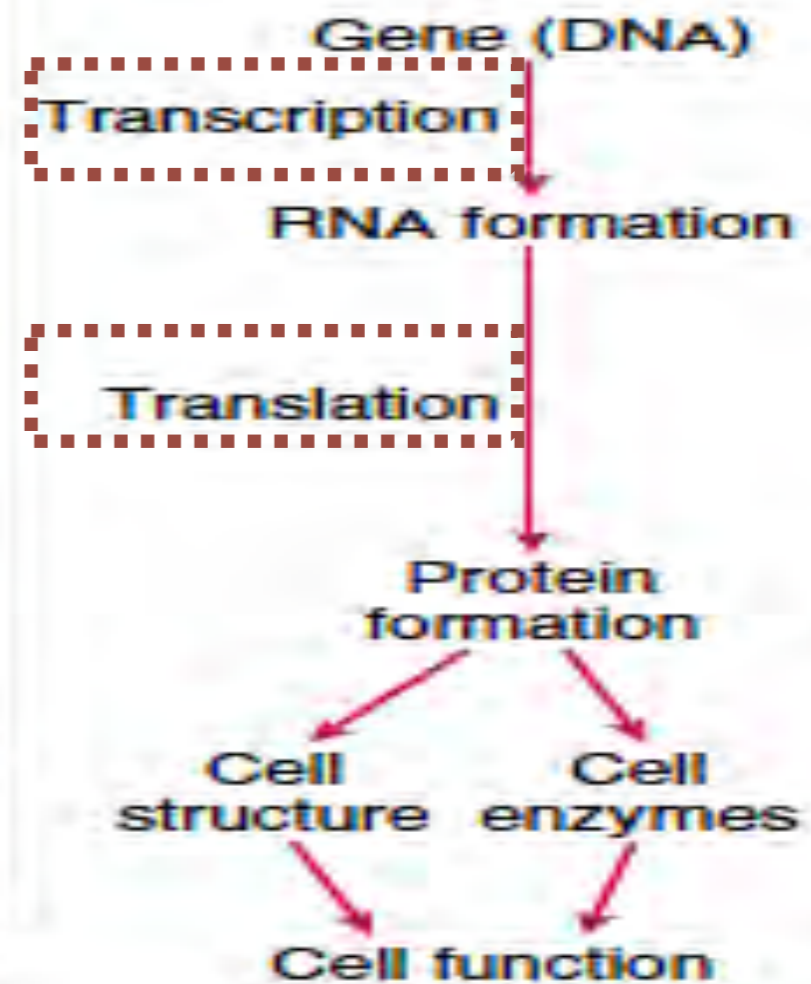 Gene (DNA)
Transcription
RNA formation
Translation
Protein
formation
Cell
structure
Cell
enzymes
Cell function